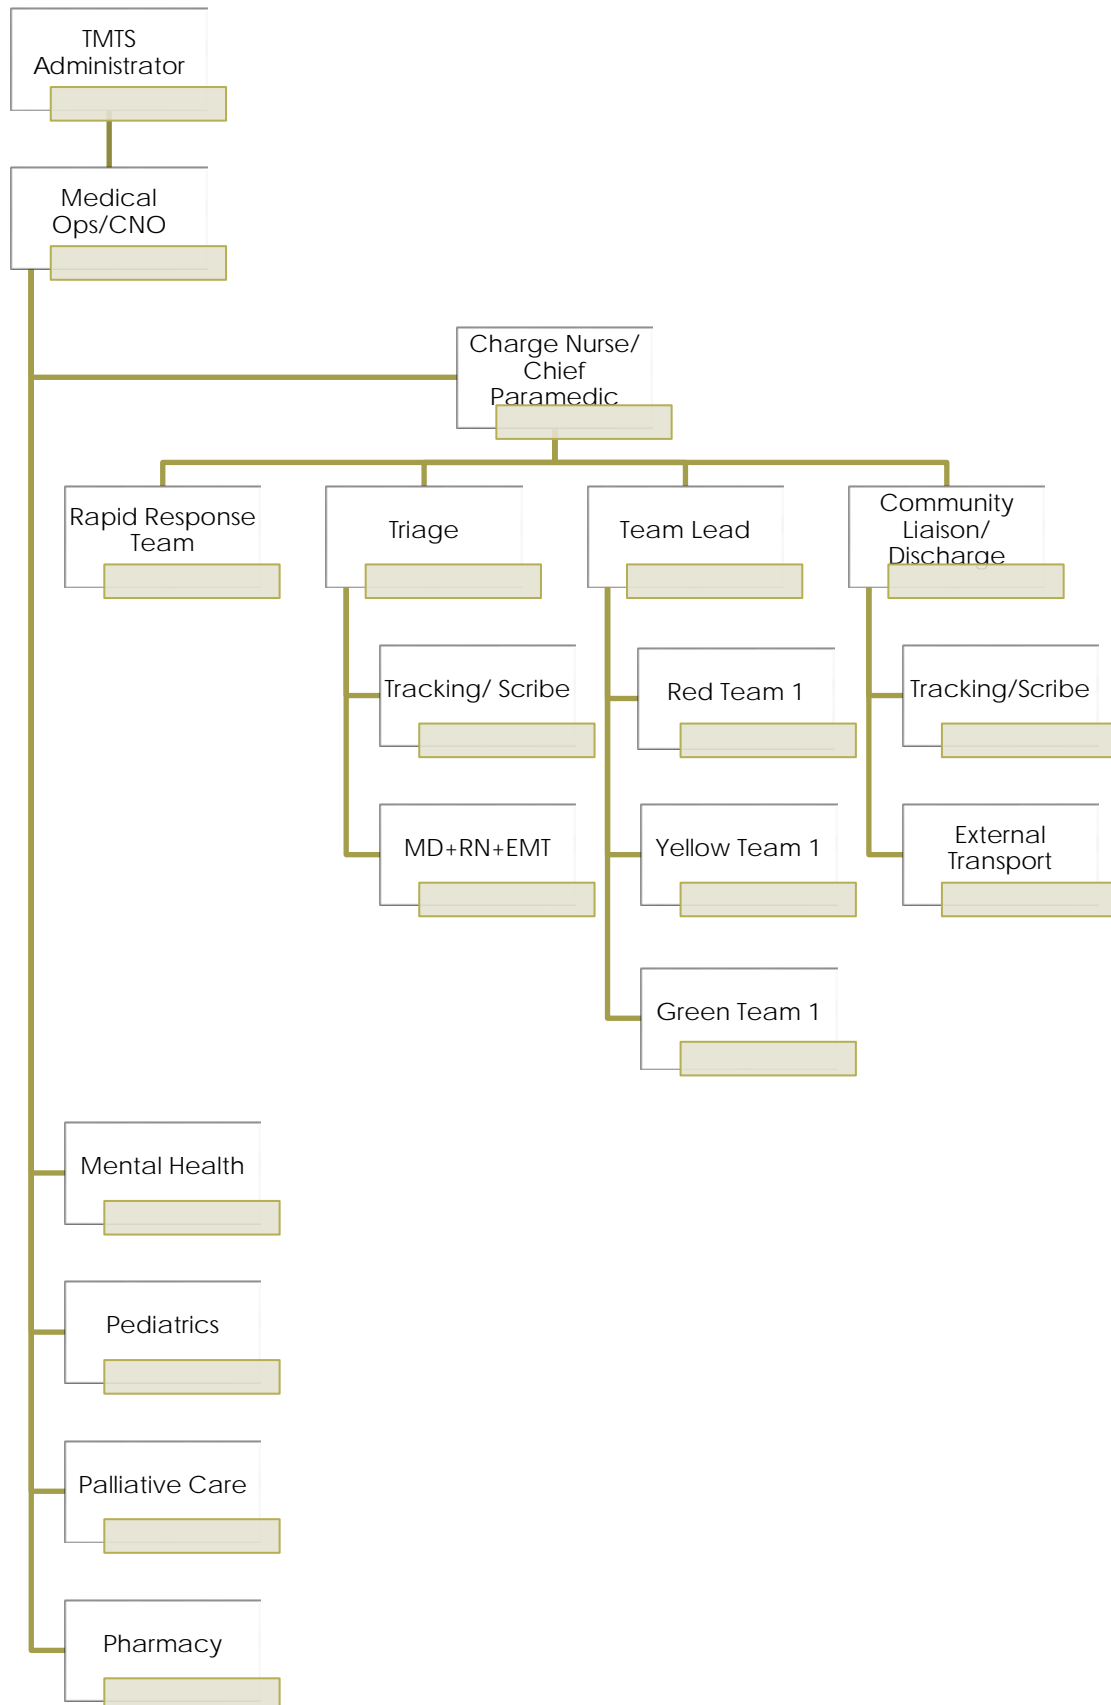 TMTS
Administrator
Medical
Ops/CNO
Charge Nurse/
Chief
Paramedic
Rapid Response
Team
Triage
Team Lead
Community
Liaison/
Discharge
Tracking/ Scribe
Red Team 1
Tracking/Scribe
MD+RN+EMT
Yellow Team 1
External
Transport
Green Team 1
Mental Health
Pediatrics
Palliative Care
Pharmacy